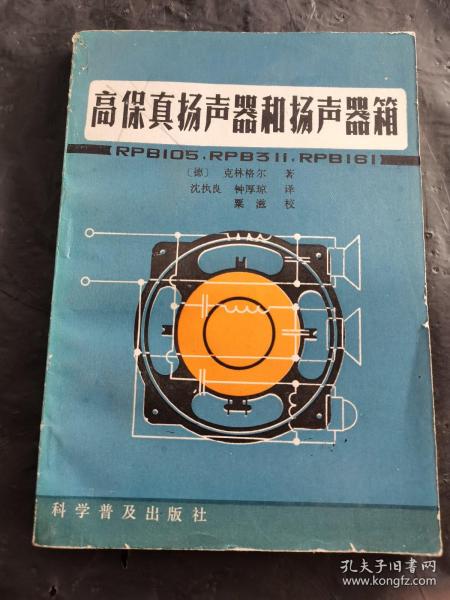 高保真扬声器和扬声器箱
RPB105,RPB311,RPB161
〔德〕 克林格尔 著
沈执良 钟厚琼 译
粟滋 校
科学普及出版社
孔夫子旧书网
www.kongfz.com